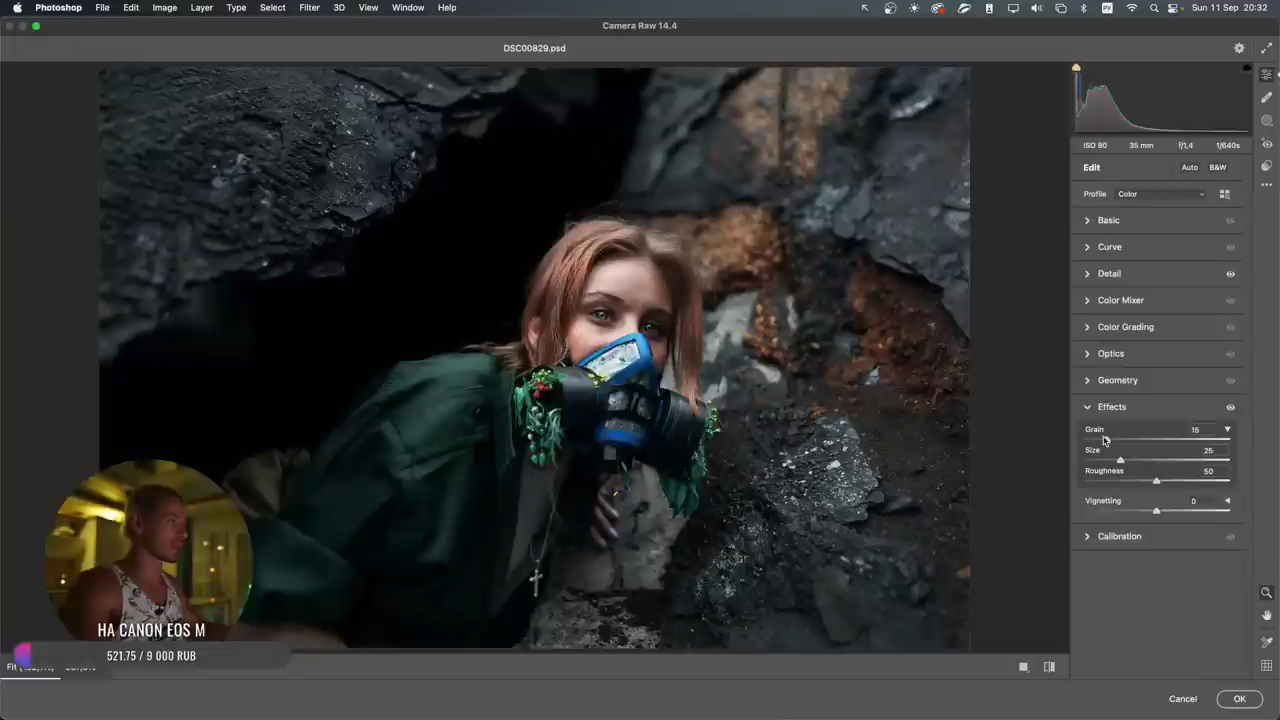 Photoshop File Edit Image Layer Type Select Filter 3D View Window Help
РУ
Sun 11 Sep 20:32
Camera Raw 14.4
DSC00829.psd
ISO 80 35 mm f/1,4 1/640s
Edit Auto B&W
Profile Color
Basic
Curve
Detail
Color Mixer
Color Grading
Optics
Geometry
Effects
Grain 15
Size 25
Roughness 50
Vignetting 0
Calibration
НА CANON EOS M
521.75 / 9 000 RUB
Cancel OK